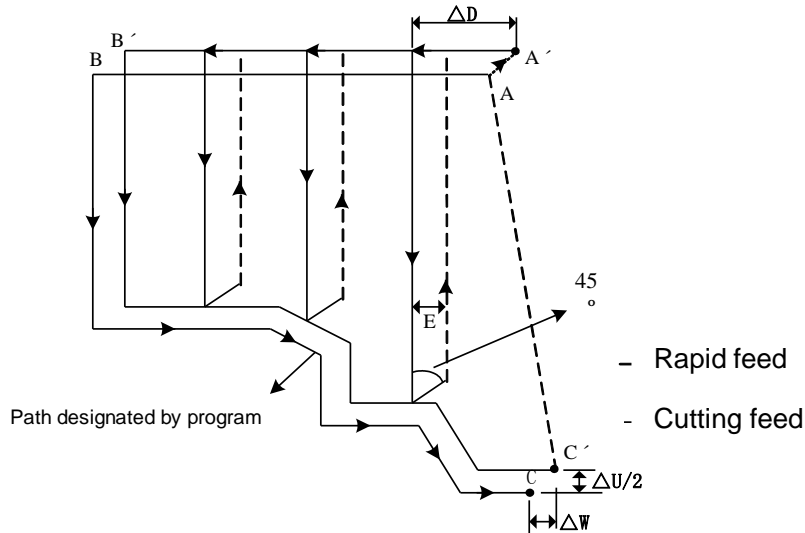 △D
B´
A´
B
A
45
º
E
– Rapid feed
Path designated by program
- Cutting feed
C´
C
△U/2
△W